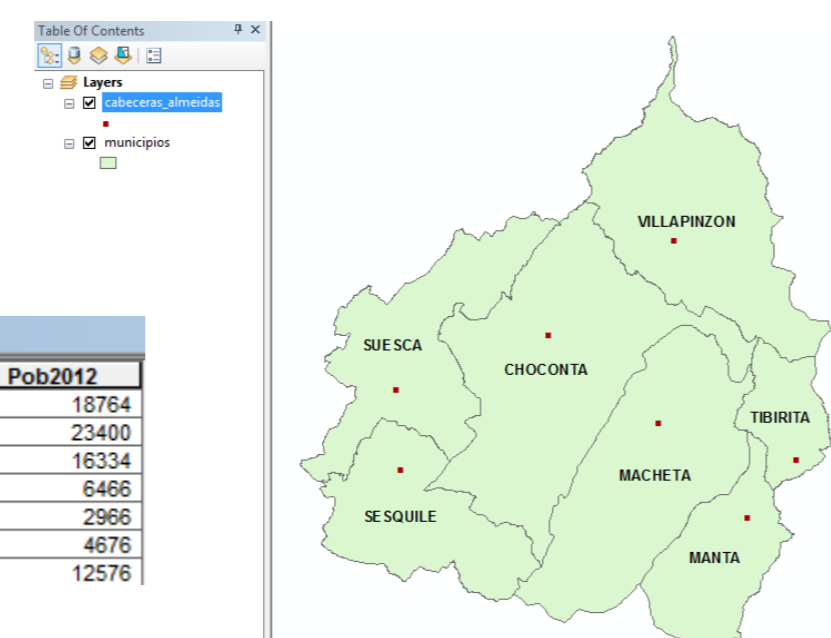 Table Of Contents
Layers
cabeceras_almeidas
municipios
Pob2012
18764
23400
16334
6466
2966
4676
12576
VILLAPINZON
SUESCA
CHOCONTA
TIBIRITA
MACHETA
SESQUILE
MANTA